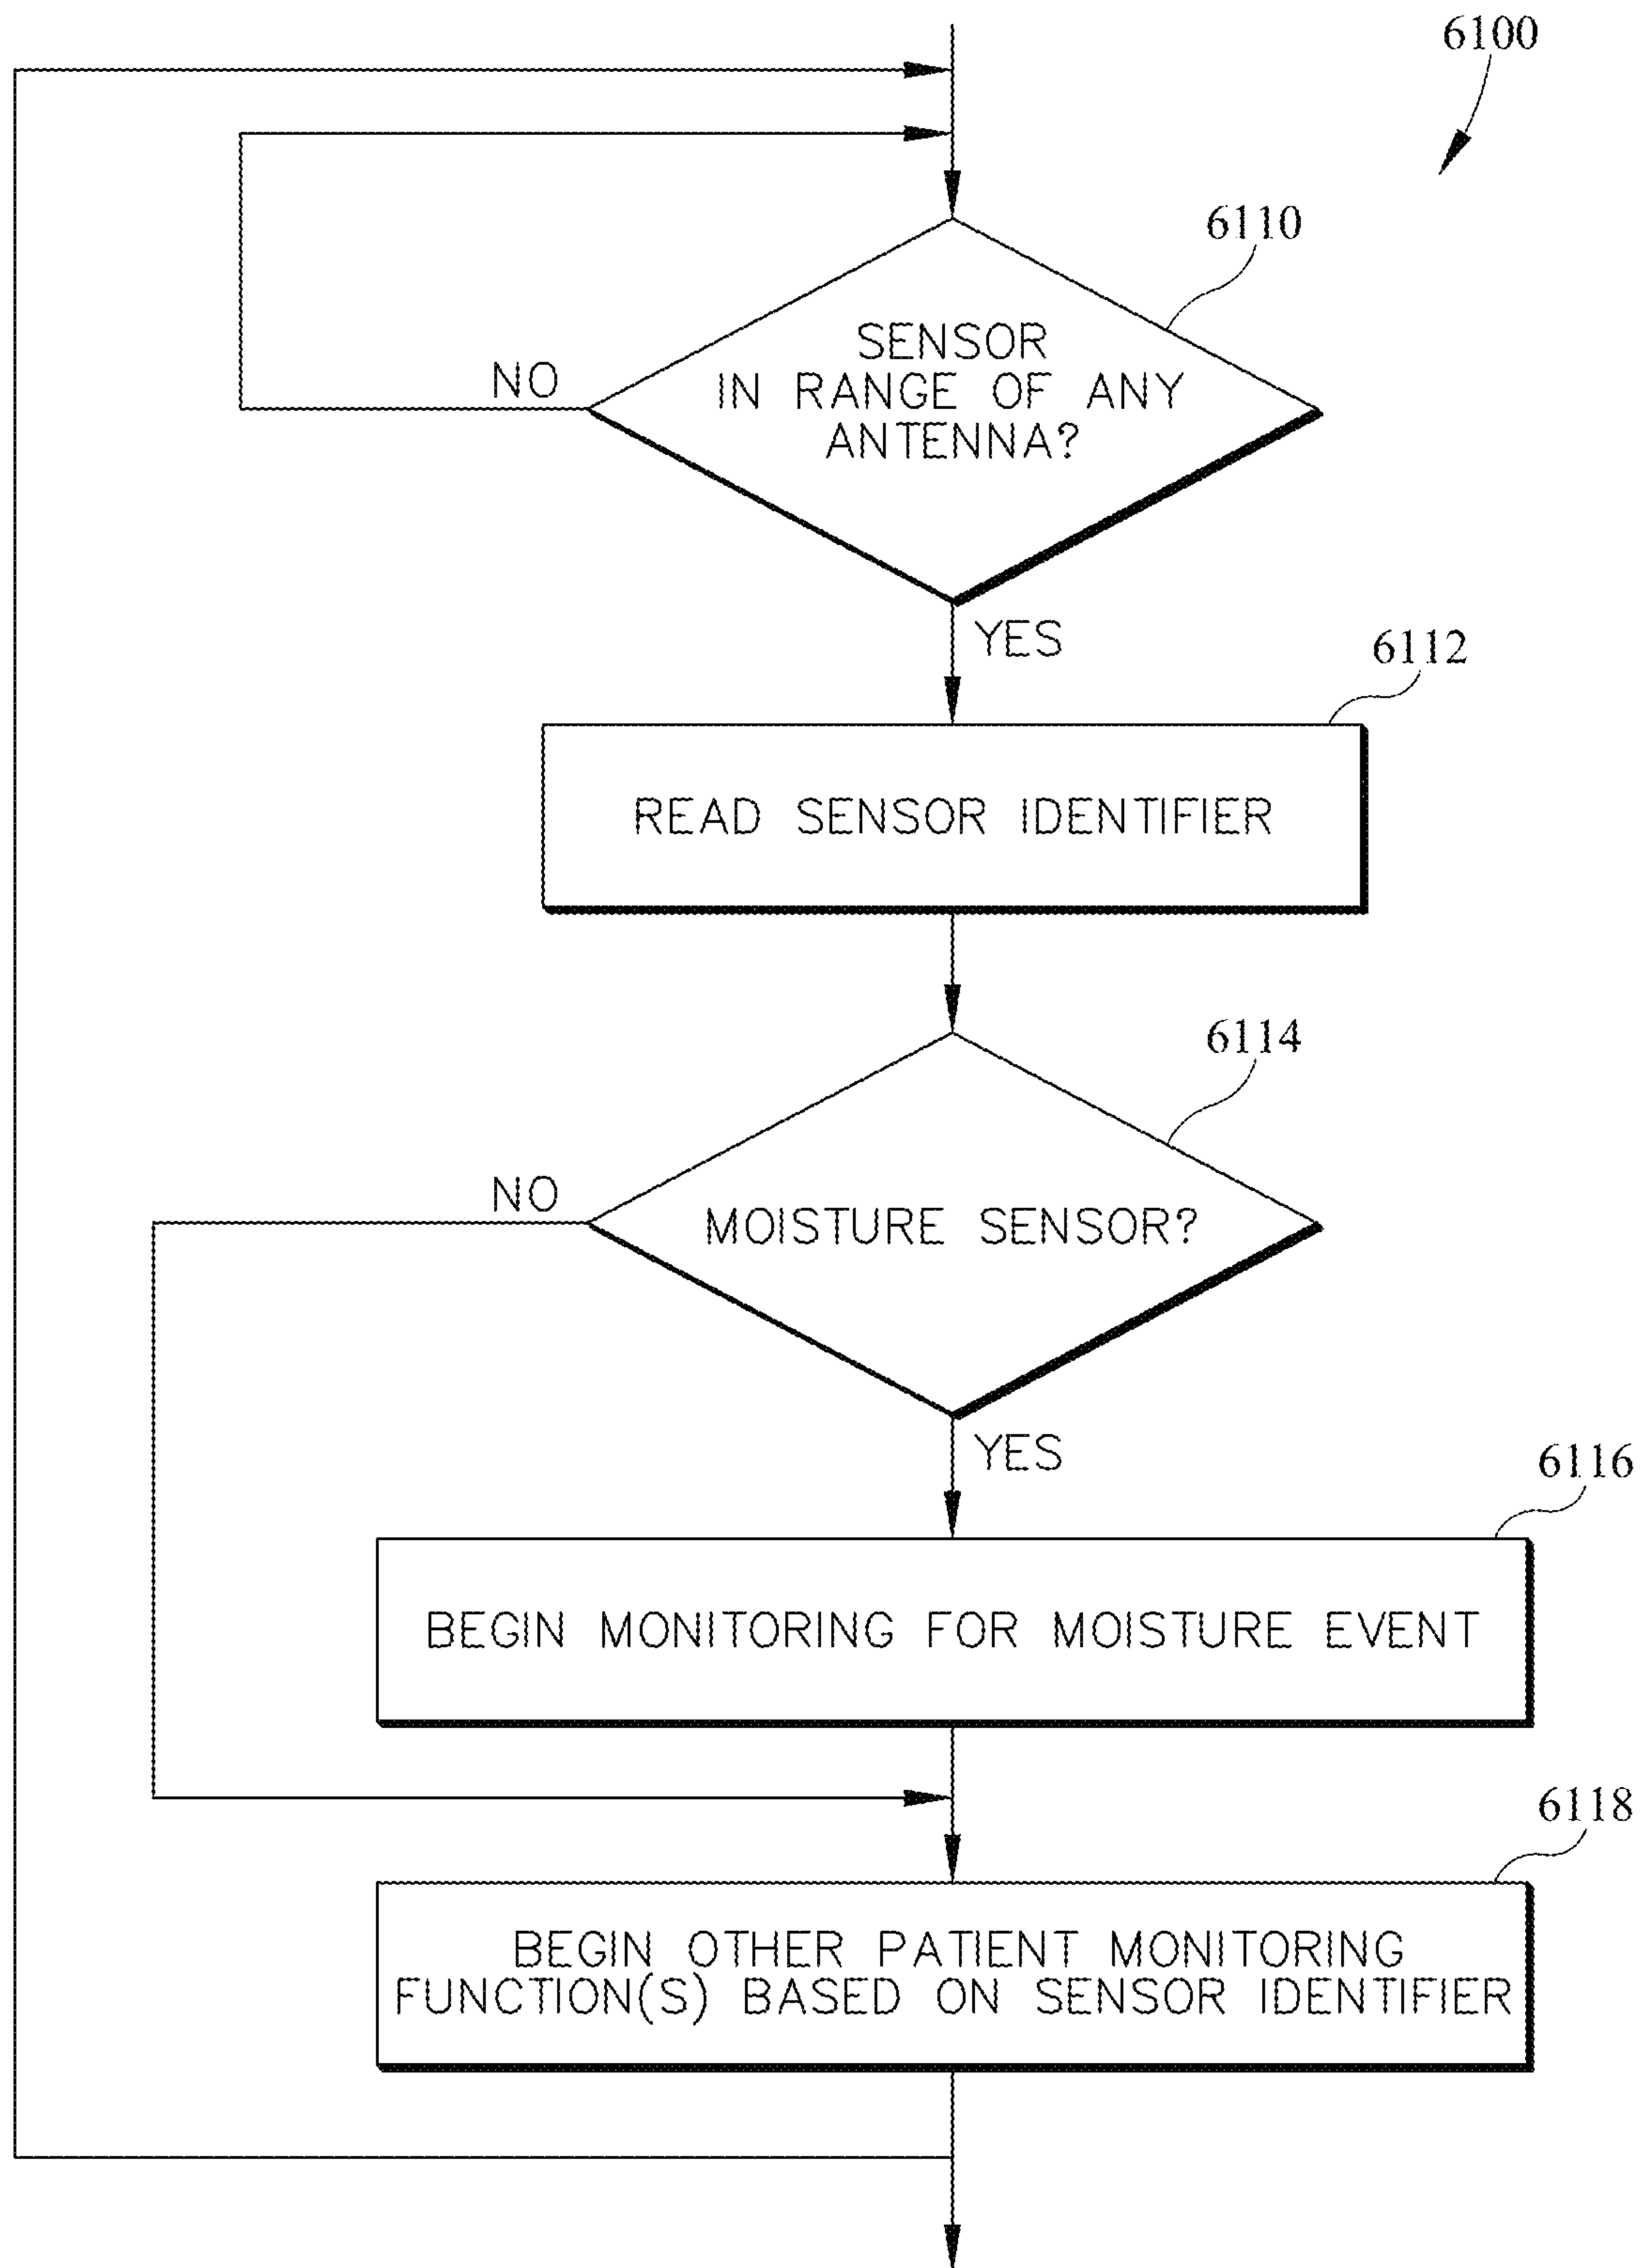 6100
6110
SENSOR
IN RANGE OF ANY
ANTENNA?
NO
YES
6112
READ SENSOR IDENTIFIER
6114
NO
MOISTURE SENSOR?
YES
6116
BEGIN MONITORING FOR MOISTURE EVENT
6118
BEGIN OTHER PATIENT MONITORING
FUNCTION(S) BASED ON SENSOR IDENTIFIER